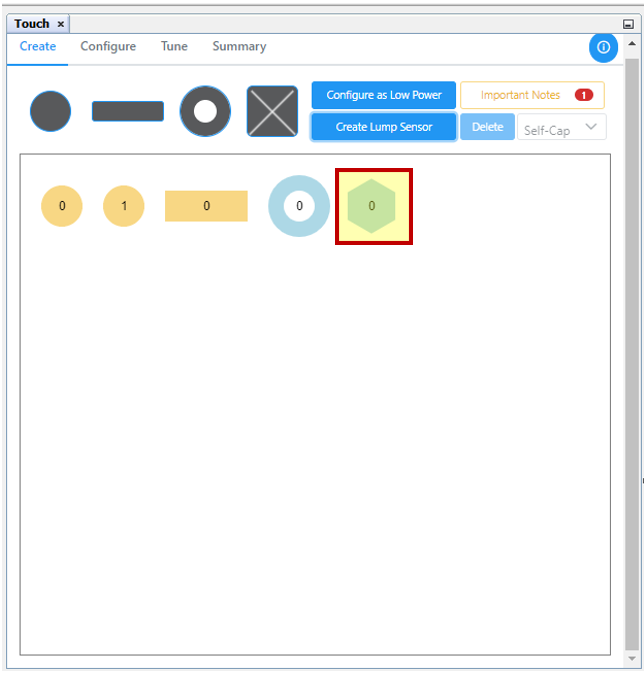 Touch ×
Create Configure Tune Summary
Configure as Low Power Important Notes 1
Create Lump Sensor Delete Self-Cap
0 1 0 0 0